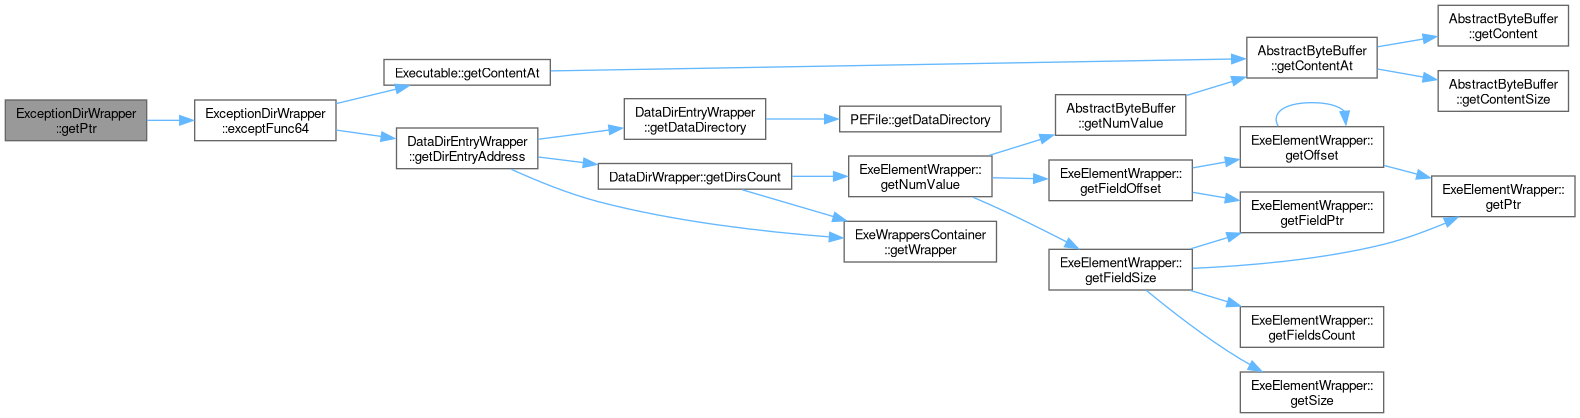 ExceptionDirWrapper
::getPtr
ExceptionDirWrapper
::exceptFunc64
Executable::getContentAt
DataDirEntryWrapper
::getDirEntryAddress
DataDirEntryWrapper
::getDataDirectory
DataDirWrapper::getDirsCount
PEFile::getDataDirectory
ExeElementWrapper::
getNumValue
ExeWrappersContainer
::getWrapper
AbstractByteBuffer
::getNumValue
ExeElementWrapper::
getFieldOffset
ExeElementWrapper::
getFieldSize
AbstractByteBuffer
::getContentAt
ExeElementWrapper::
getOffset
ExeElementWrapper::
getFieldPtr
ExeElementWrapper::
getFieldsCount
ExeElementWrapper::
getSize
AbstractByteBuffer
::getContent
AbstractByteBuffer
::getContentSize
ExeElementWrapper::
getPtr